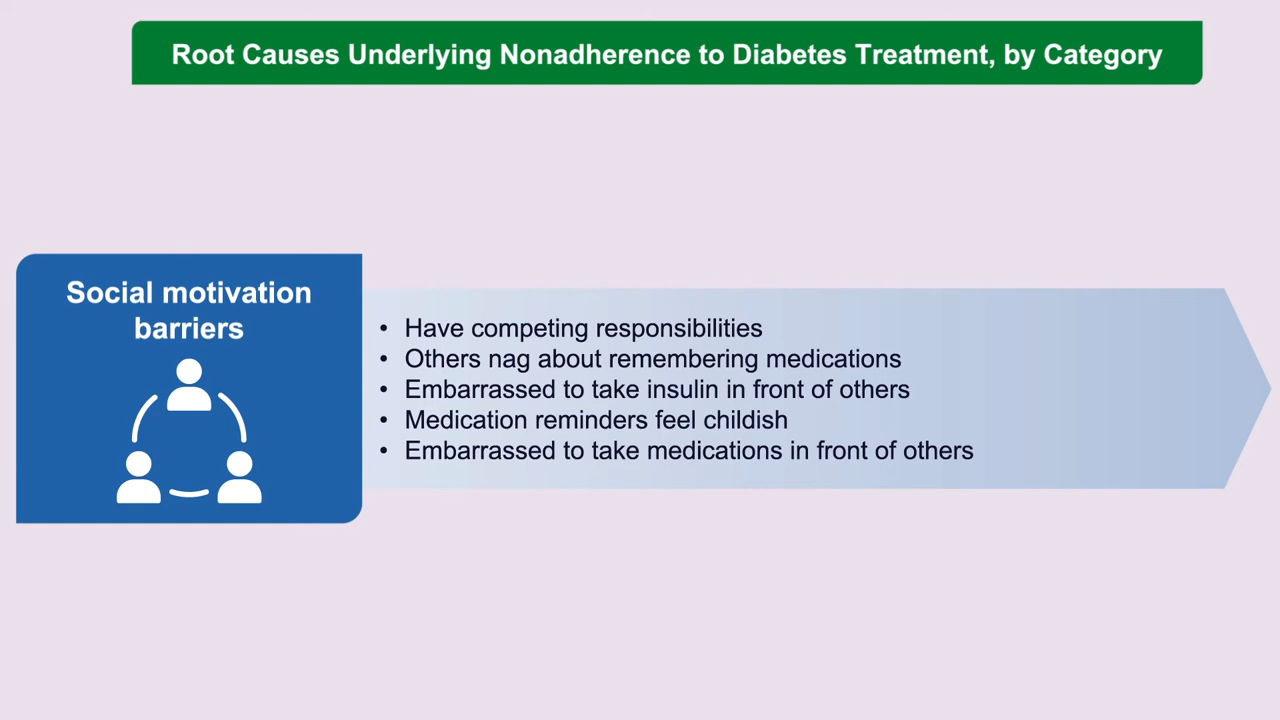 Root Causes Underlying Nonadherence to Diabetes Treatment, by Category
Social motivation
barriers
• Have competing responsibilities
• Others nag about remembering medications
• Embarrassed to take insulin in front of others
• Medication reminders feel childish
• Embarrassed to take medications in front of others